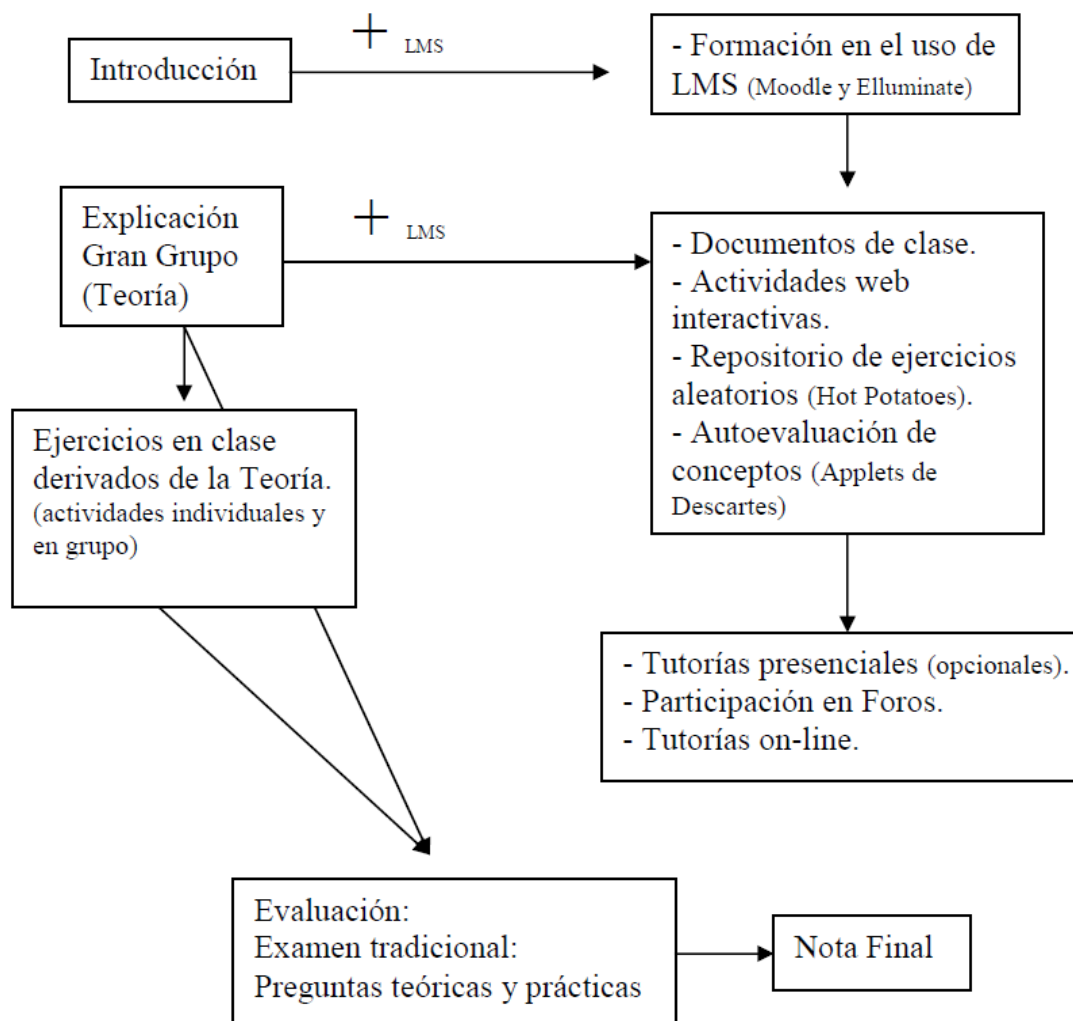 Introducción
+ LMS
- Formación en el uso de
LMS (Moodle y Elluminate)
Explicación
Gran Grupo
(Teoría)
+ LMS
- Documentos de clase.
- Actividades web
interactivas.
- Repositorio de ejercicios
aleatorios (Hot Potatoes).
- Autoevaluación de
conceptos (Applets de
Descartes)
Ejercicios en clase
derivados de la Teoría.
(actividades individuales y
en grupo)
- Tutorías presenciales (opcionales).
- Participación en Foros.
- Tutorías on-line.
Evaluación:
Examen tradicional:
Preguntas teóricas y prácticas
Nota Final